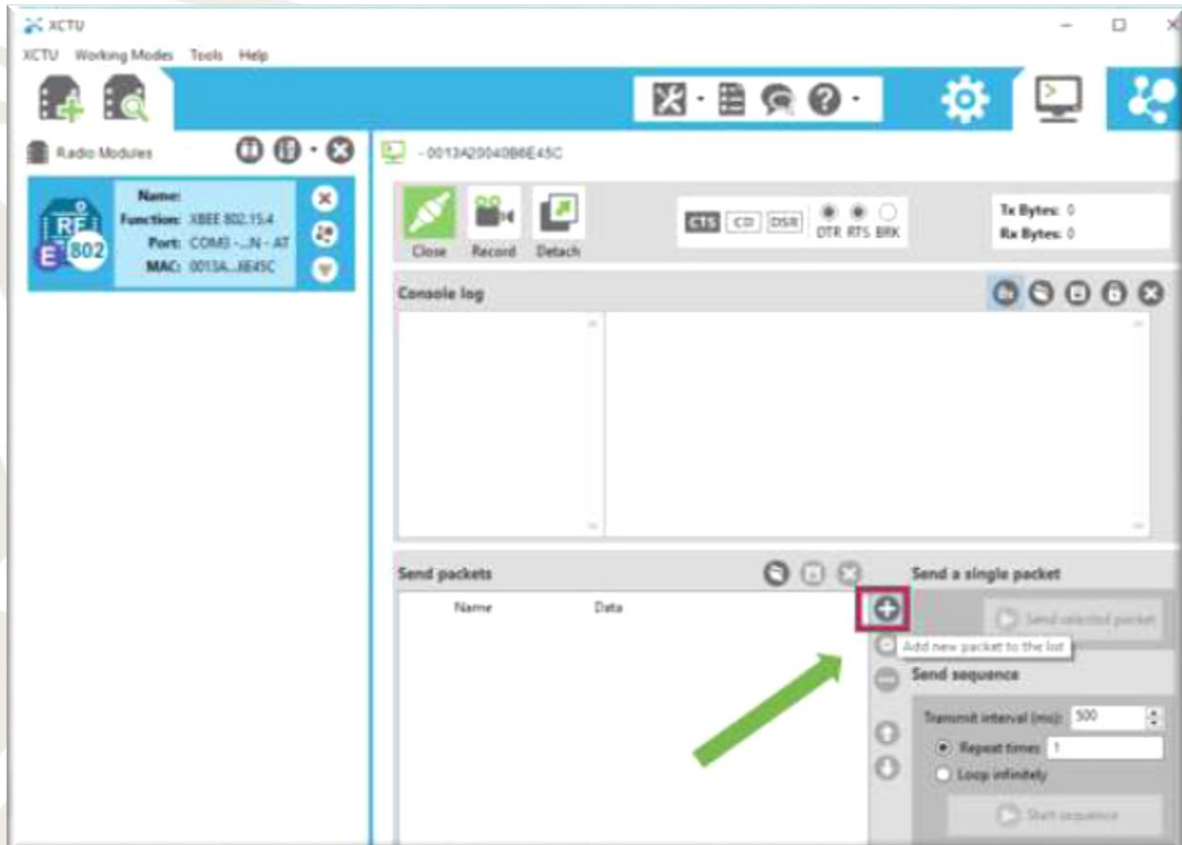 XCTU
XCTU Working Modes Tools Help
Radio Modules
- 0013A20040B6E45C
Name:
Function: XBEE 802.15.4
Port: COM3 - ...N - AT
MAC: 0013A...6E45C
RF
E 802
Close Record Detach
CTS CD DSR DTR RTS BRK
Tx Bytes: 0
Rx Bytes: 0
Console log
Send packets
Name Data
Send a single packet
Send selected packet
Add new packet to the list
Send sequence
Transmit interval (ms): 500
Repeat times 1
Loop infinitely
Start sequence